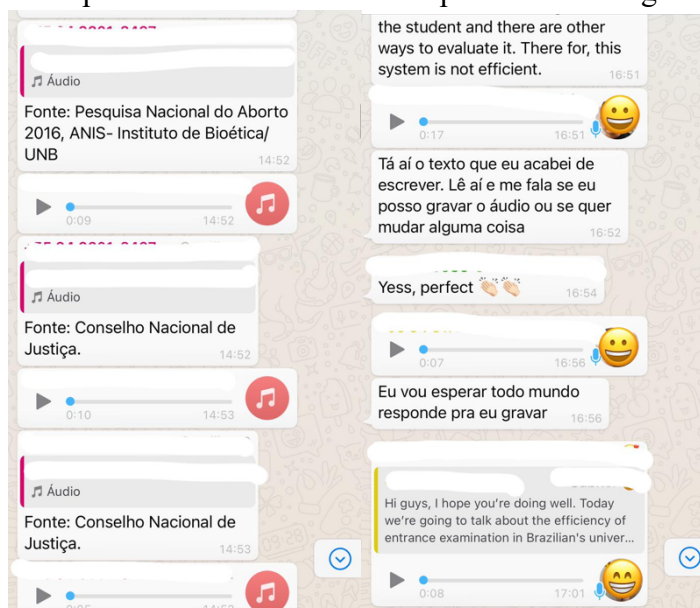 Áudio
Fonte: Pesquisa Nacional do Aborto
2016, ANIS- Instituto de Bioética/
UNB
14:52
0:09 14:52
Áudio
Fonte: Conselho Nacional de
Justiça.
14:52
0:10 14:53
Áudio
Fonte: Conselho Nacional de
Justiça.
14:53
the student and there are other
ways to evaluate it. There for, this
system is not efficient.
16:51
0:17 16:51
Tá aí o texto que eu acabei de
escrever. Lê aí e me fala se eu
posso gravar o áudio ou se quer
mudar alguma coisa
16:52
Yess, perfect 👏🏻👏🏻
16:54
0:07 16:56
Eu vou esperar todo mundo
responde pra eu gravar
16:56
Hi guys, I hope you're doing well. Today
we're going to talk about the efficiency of
entrance examination in Brazilian's univer...
0:08 17:01